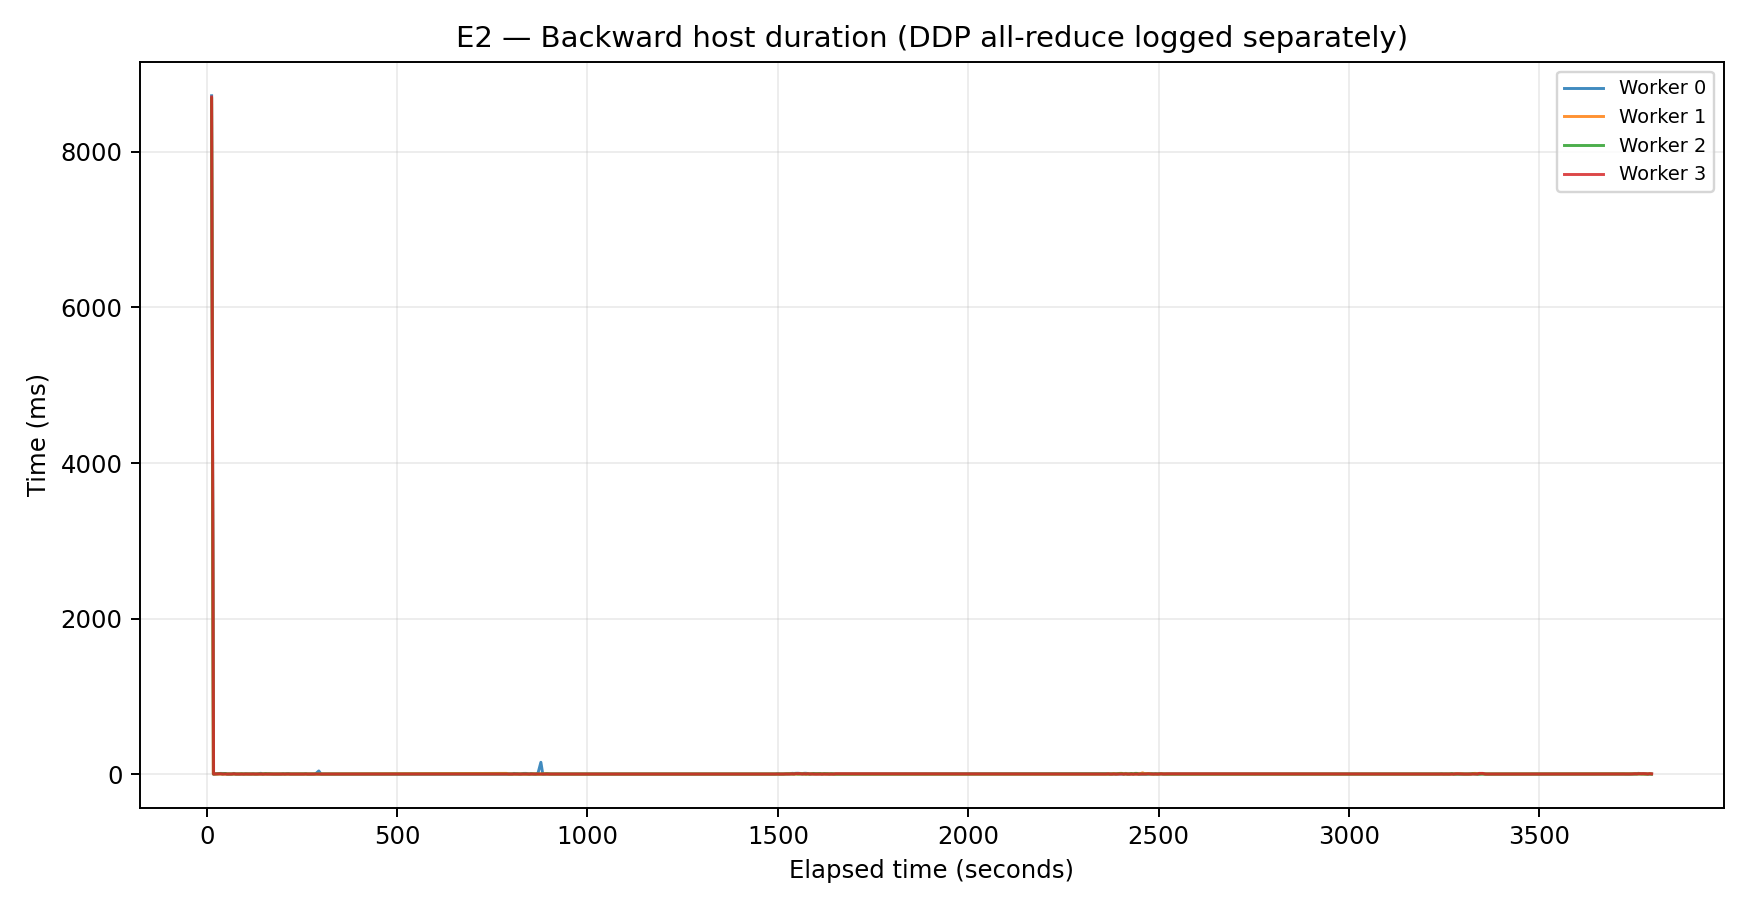 E2 — Backward host duration (DDP all-reduce logged separately)
Worker 0
Worker 1
Worker 2
Worker 3
Time (ms)
8000
6000
4000
2000
0
0 500 1000 1500 2000 2500 3000 3500
Elapsed time (seconds)